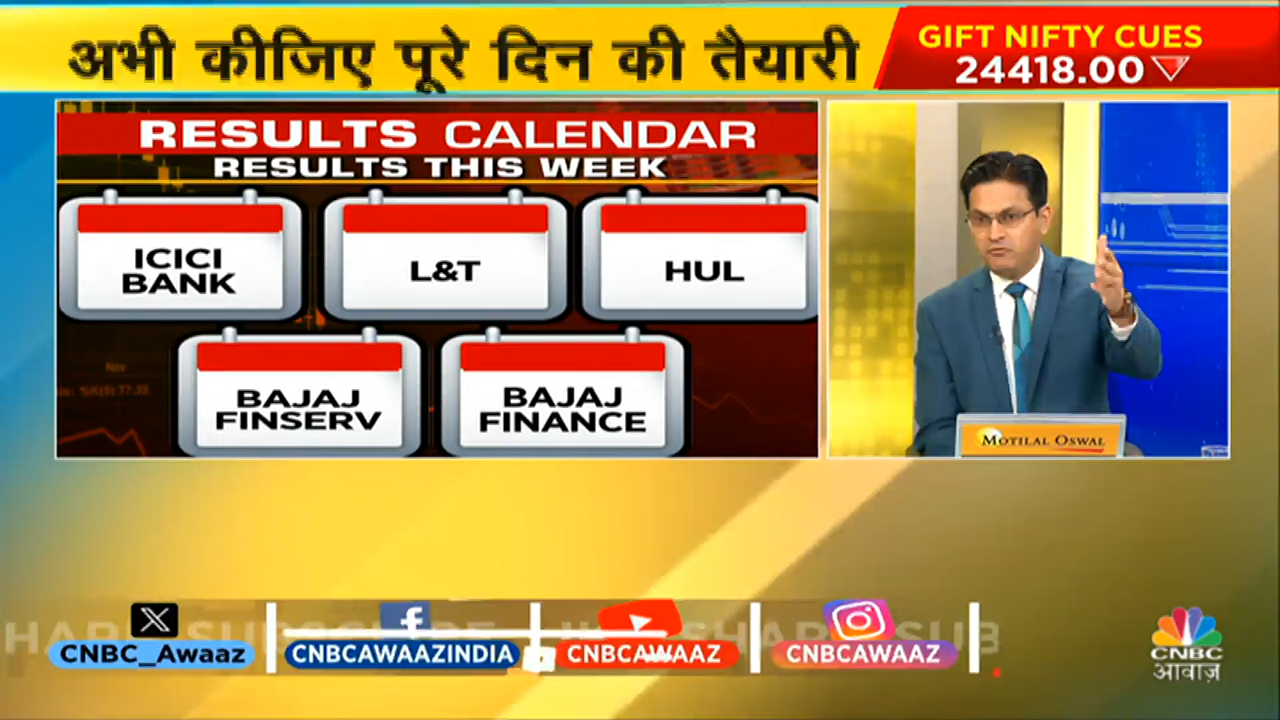 अभी कीजिए पूरे दिन की तैयारी
GIFT NIFTY CUES
24418.00
RESULTS CALENDAR
RESULTS THIS WEEK
ICICI
BANK
L&T
HUL
BAJAJ
FINSERV
BAJAJ
FINANCE
MOTILAL OSWAL
CNBC_Awaaz
CNBCAWAAZINDIA
CNBCAWAAZ
CNBCAWAAZ
CNBC
आवाज़